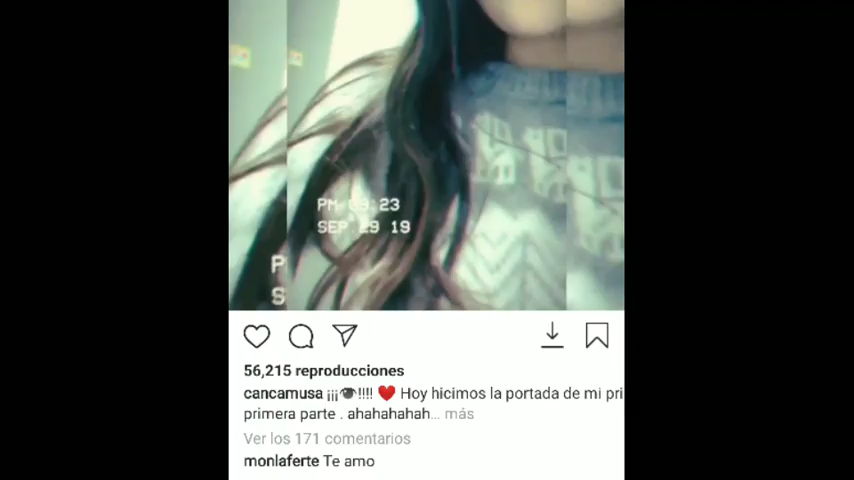 PM 09:23
SEP.29 19
P
S
56,215 reproducciones
cancamusa ¡¡¡👁!!!! ❤️ Hoy hicimos la portada de mi pri
primera parte . ahahahahah... más
Ver los 171 comentarios
monlaferte Te amo